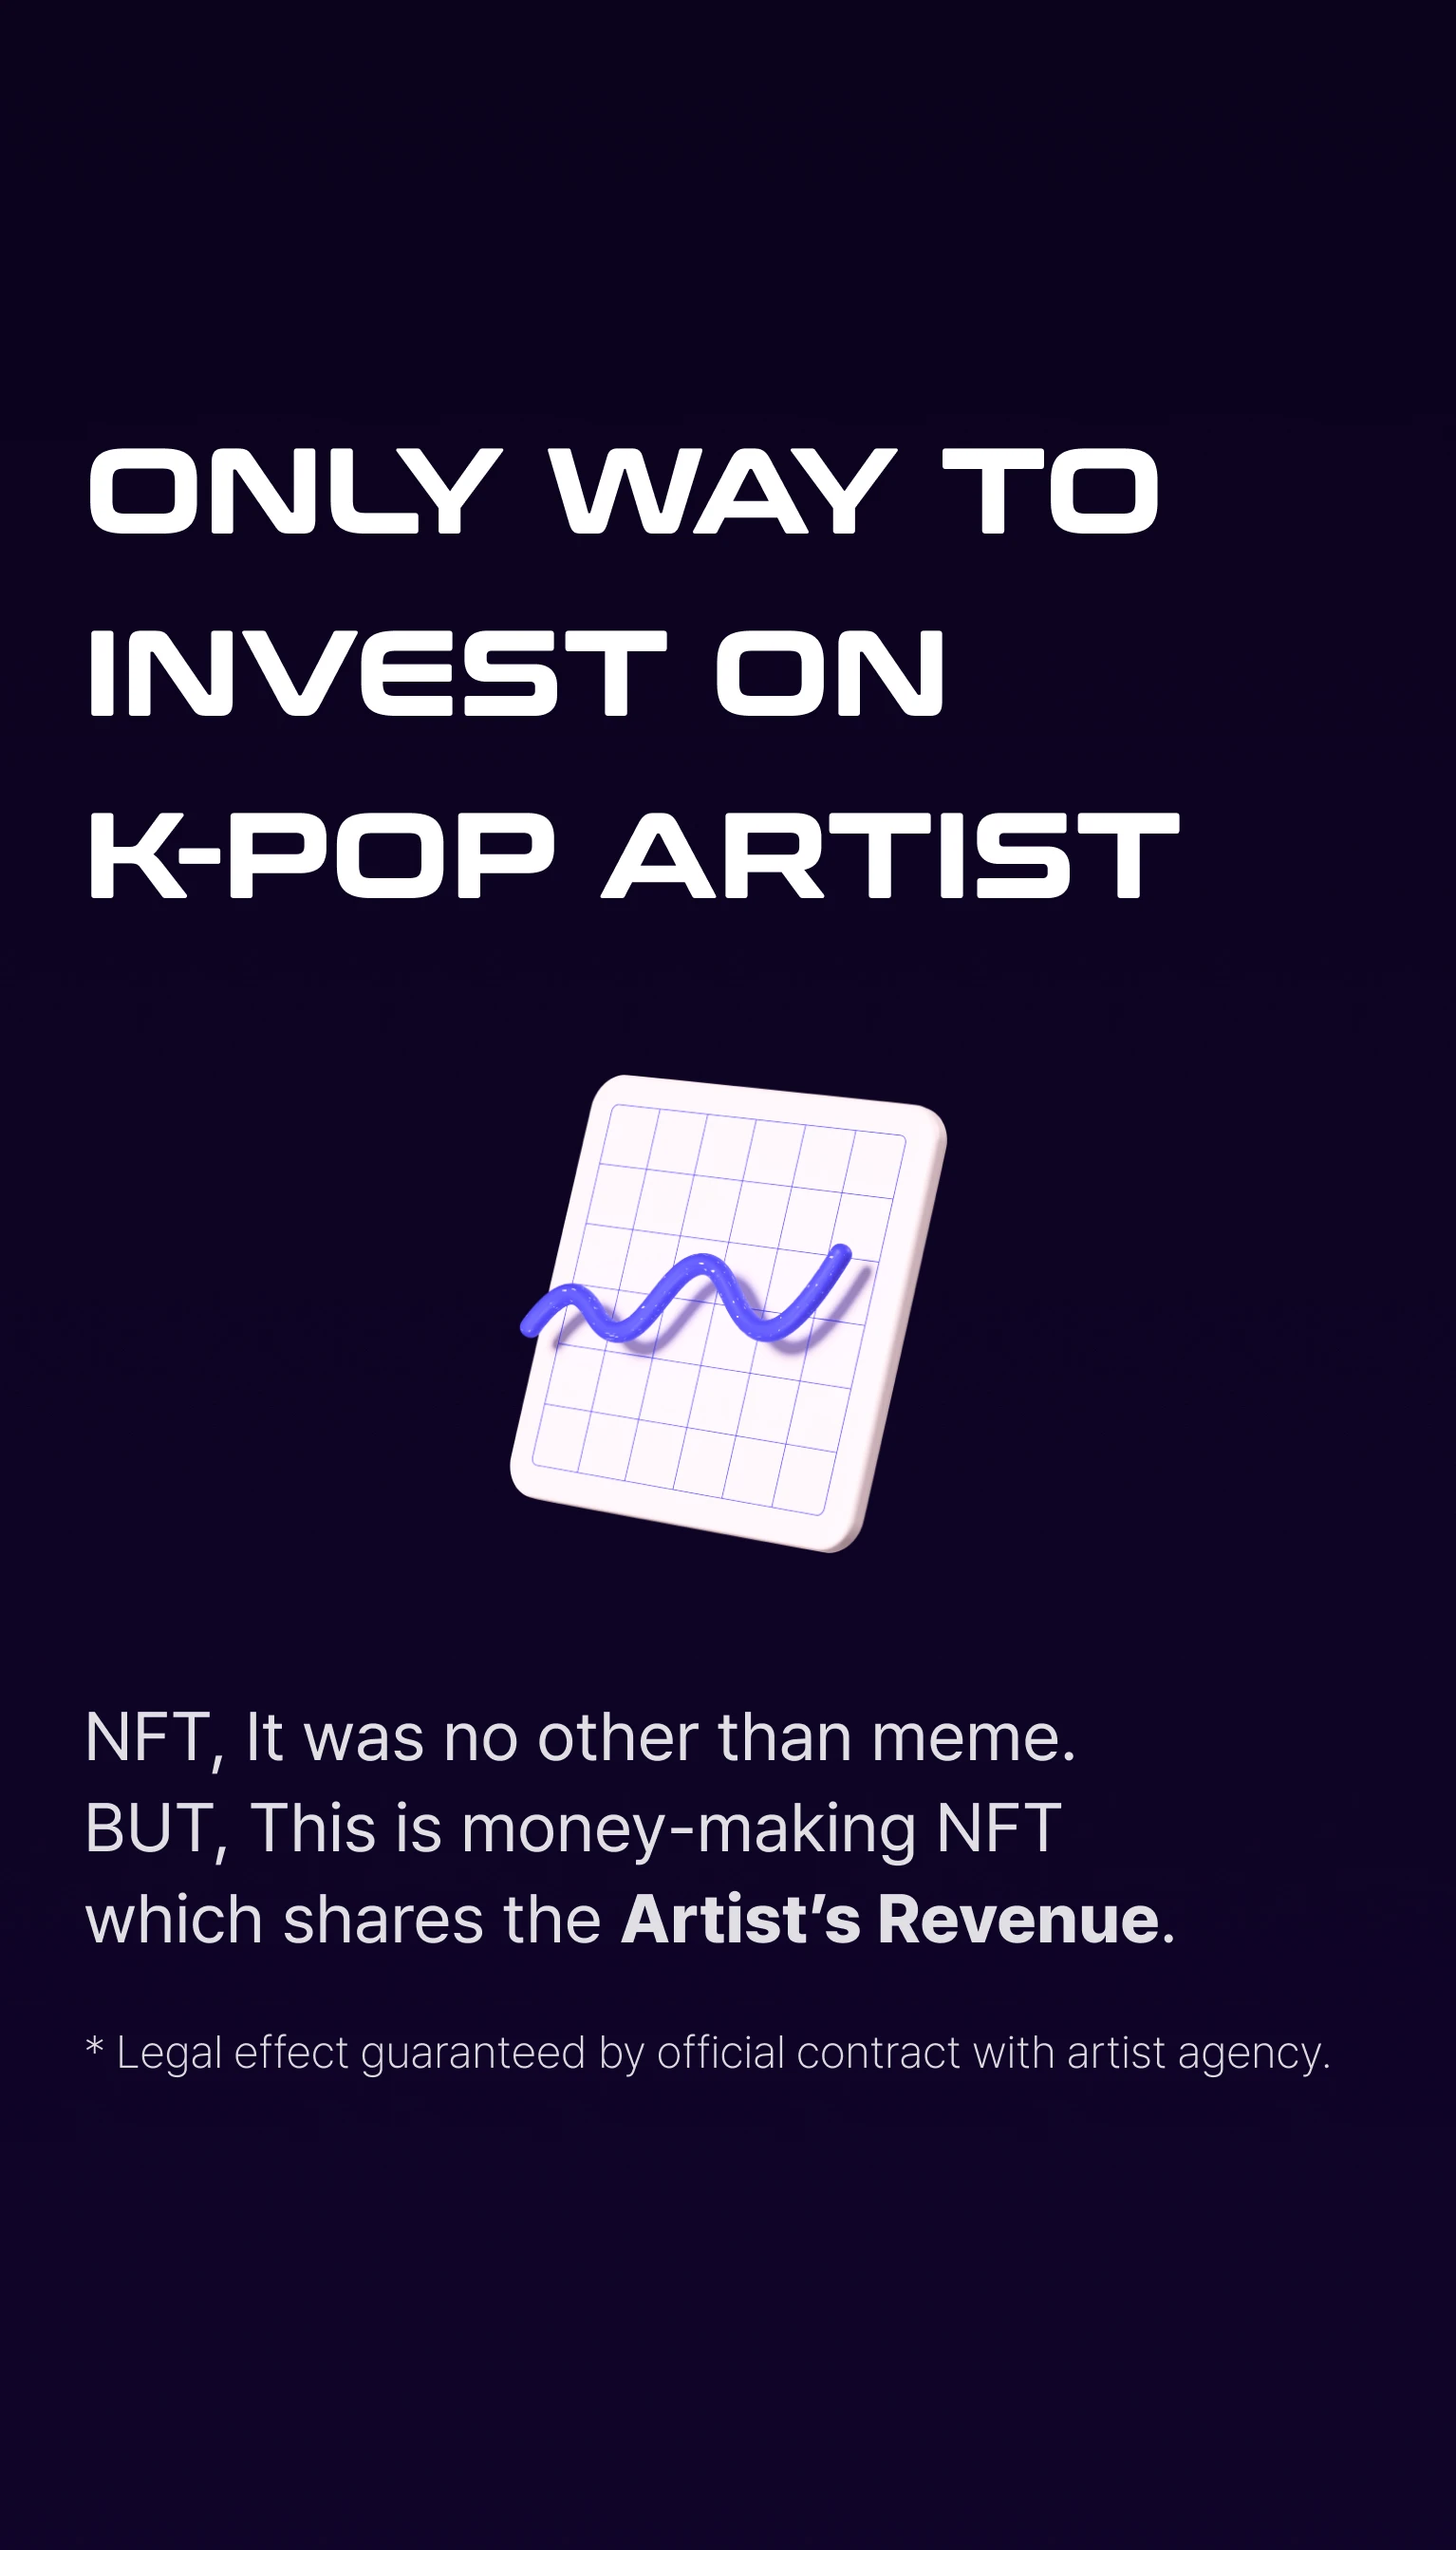 ONLY WAY TO
INVEST ON
K-POP ARTIST
NFT, It was no other than meme.
BUT, This is money-making NFT
which shares the Artist’s Revenue.
* Legal effect guaranteed by official contract with artist agency.